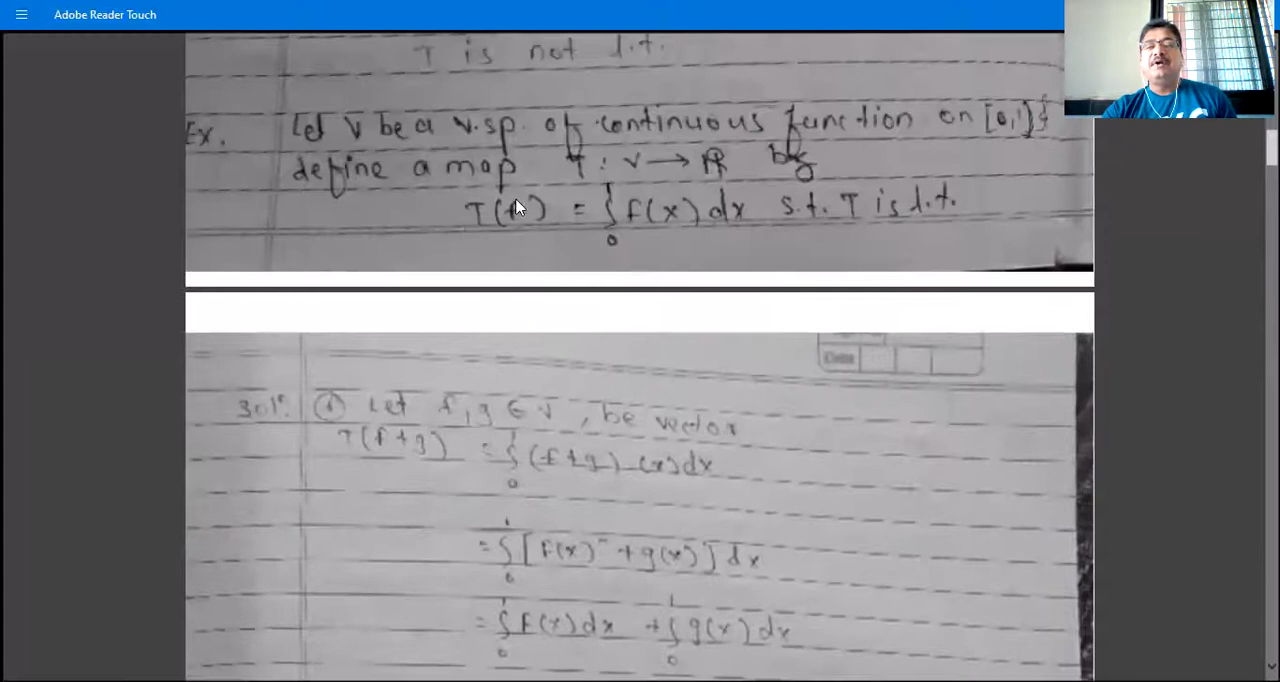 Adobe Reader Touch
T is not l.t.
Ex. Let V be a v.sp. of continuous function on [0,1]}
define a map T : V → R by
T(f) = ∫₀¹ f(x) dx s.t. T is l.t.
Date
Sol^n. ① Let f, g ∈ V, be vector
T(f+g) = ∫₀¹ (f+g) (x) dx
= ∫₀¹ [f(x) + g(x)] dx
= ∫₀¹ f(x) dx + ∫₀¹ g(x) dx